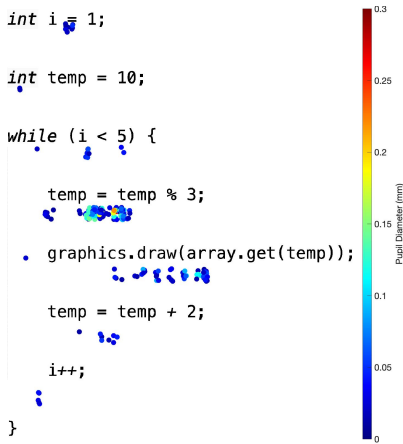 int i = 1;
int temp = 10;
while (i < 5) {
temp = temp % 3;
graphics.draw(array.get(temp));
temp = temp + 2;
i++;
}
0.3
0.25
0.2
0.15
0.1
0.05
0
Pupil Diameter (mm)